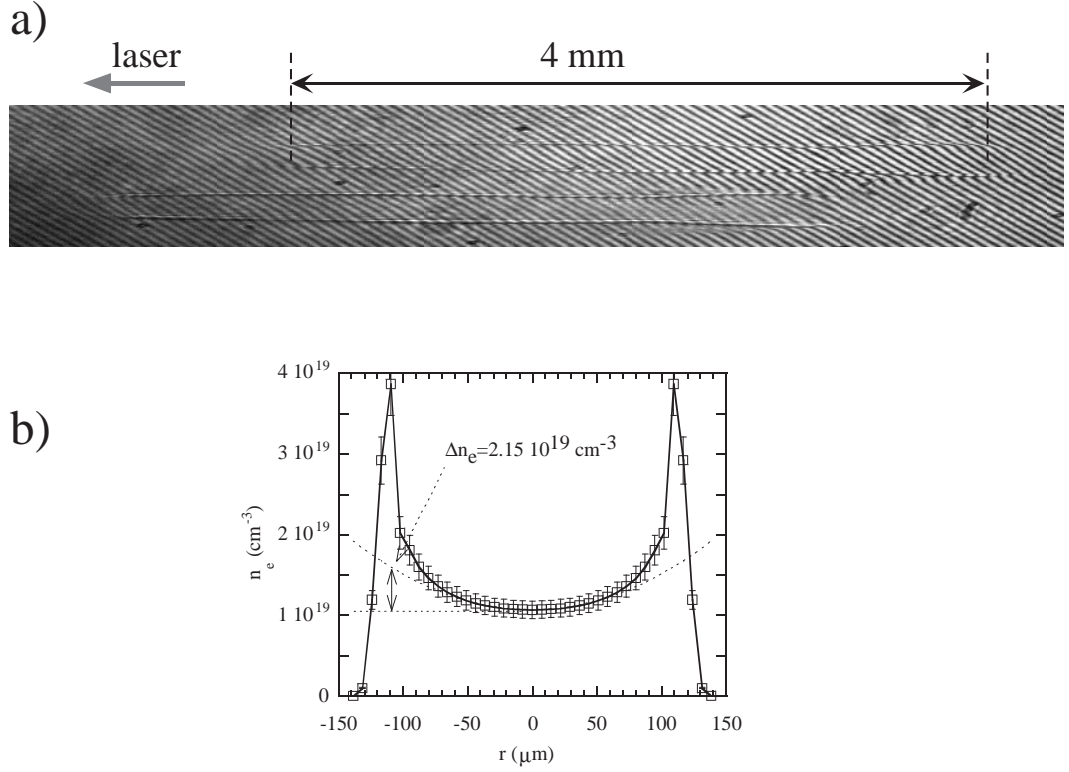 a)
laser
4 mm
b)
4 10^19
3 10^19
2 10^19
1 10^19
0
n_e (cm^-3)
Δn_e=2.15 10^19 cm^-3
-150 -100 -50 0 50 100 150
r (μm)